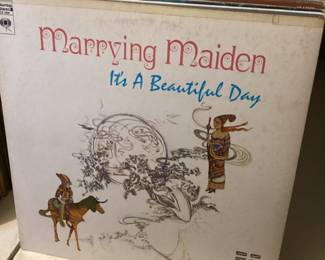 Marrying Maiden
It's A Beautiful Day